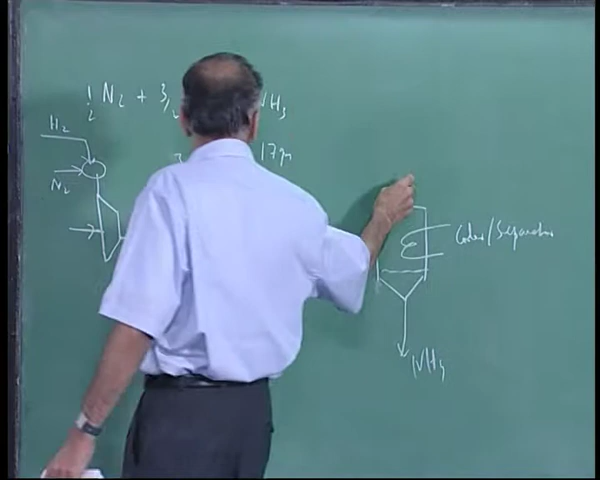 ½ N₂ + 3/2
NH₃
H₂
17 gm
N₂
Cooler/Separator
NH₃